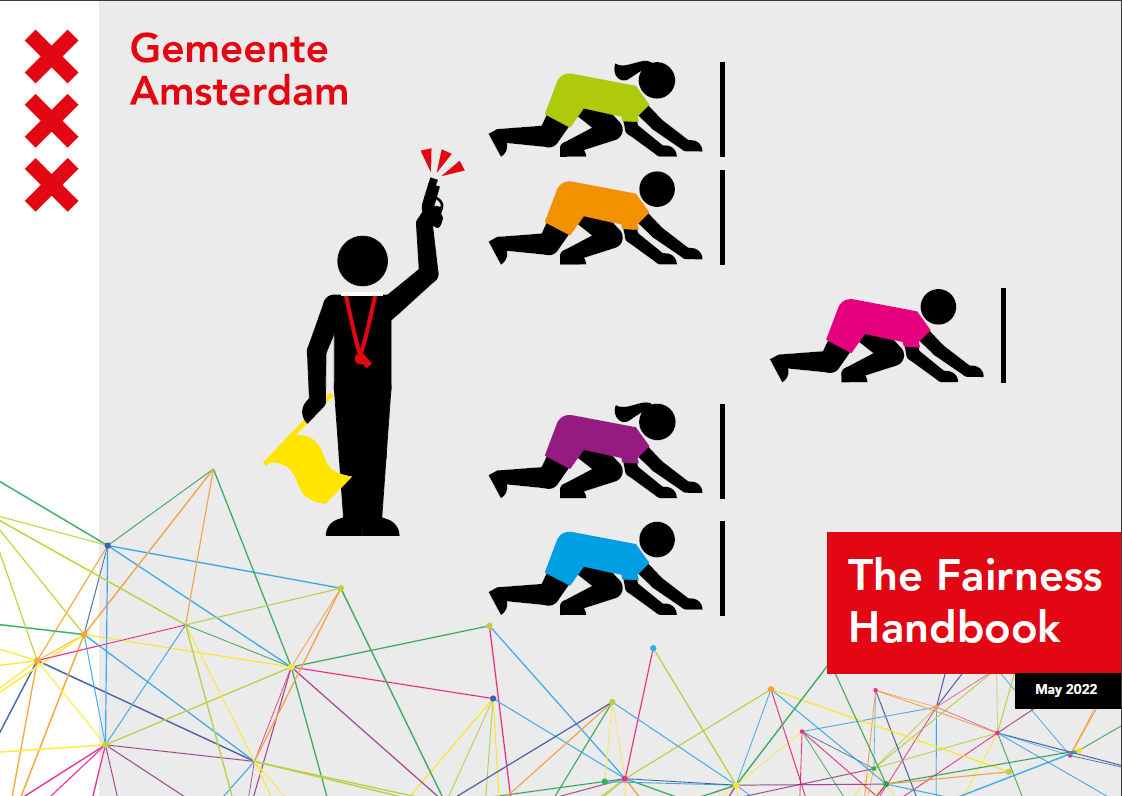 Gemeente
Amsterdam
The Fairness
Handbook
May 2022